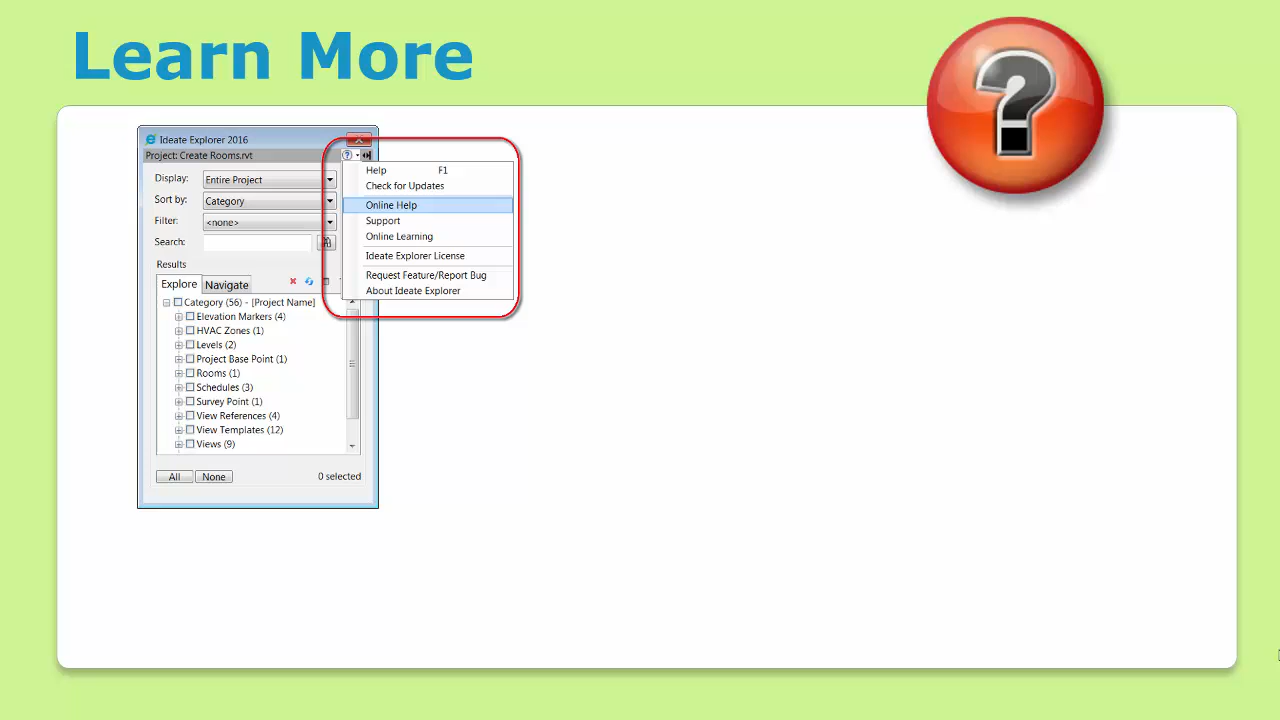 Learn More
Ideate Explorer 2016
Project: Create Rooms.rvt
Display: Entire Project
Sort by: Category
Filter: <none>
Search:
Results
Explore Navigate
Category (56) - [Project Name]
Elevation Markers (4)
HVAC Zones (1)
Levels (2)
Project Base Point (1)
Rooms (1)
Schedules (3)
Survey Point (1)
View References (4)
View Templates (12)
Views (9)
All None 0 selected
Help F1
Check for Updates
Online Help
Support
Online Learning
Ideate Explorer License
Request Feature/Report Bug
About Ideate Explorer
?